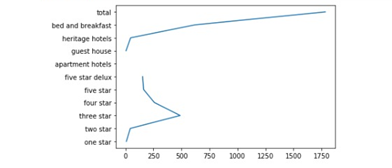 total
bed and breakfast
heritage hotels
guest house
apartment hotels
five star delux
five star
four star
three star
two star
one star
0 250 500 750 1000 1250 1500 1750